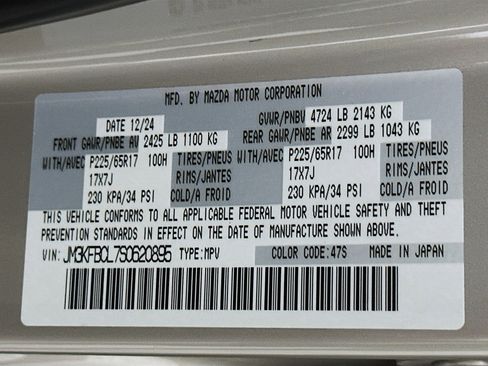 MFD. BY MAZDA MOTOR CORPORATION
DATE 12/24 GVWR/PNBV 4724 LB 2143 KG
FRONT GAWR/PNBE AV 2425 LB 1100 KG REAR GAWR/PNBE AR 2299 LB 1043 KG
WITH/AVEC P225/65R17 100H TIRES/PNEUS WITH/AVEC P225/65R17 100H TIRES/PNEUS
17X7J RIMS/JANTES 17X7J RIMS/JANTES
230 KPA/34 PSI COLD/A FROID 230 KPA/34 PSI COLD/A FROID
THIS VEHICLE CONFORMS TO ALL APPLICABLE FEDERAL MOTOR VEHICLE SAFETY AND THEFT
PREVENTION STANDARDS IN EFFECT ON THE DATE OF MANUFACTURE SHOWN ABOVE.
VIN: JM3KFBCL7S0620895 TYPE:MPV COLOR CODE:47S MADE IN JAPAN